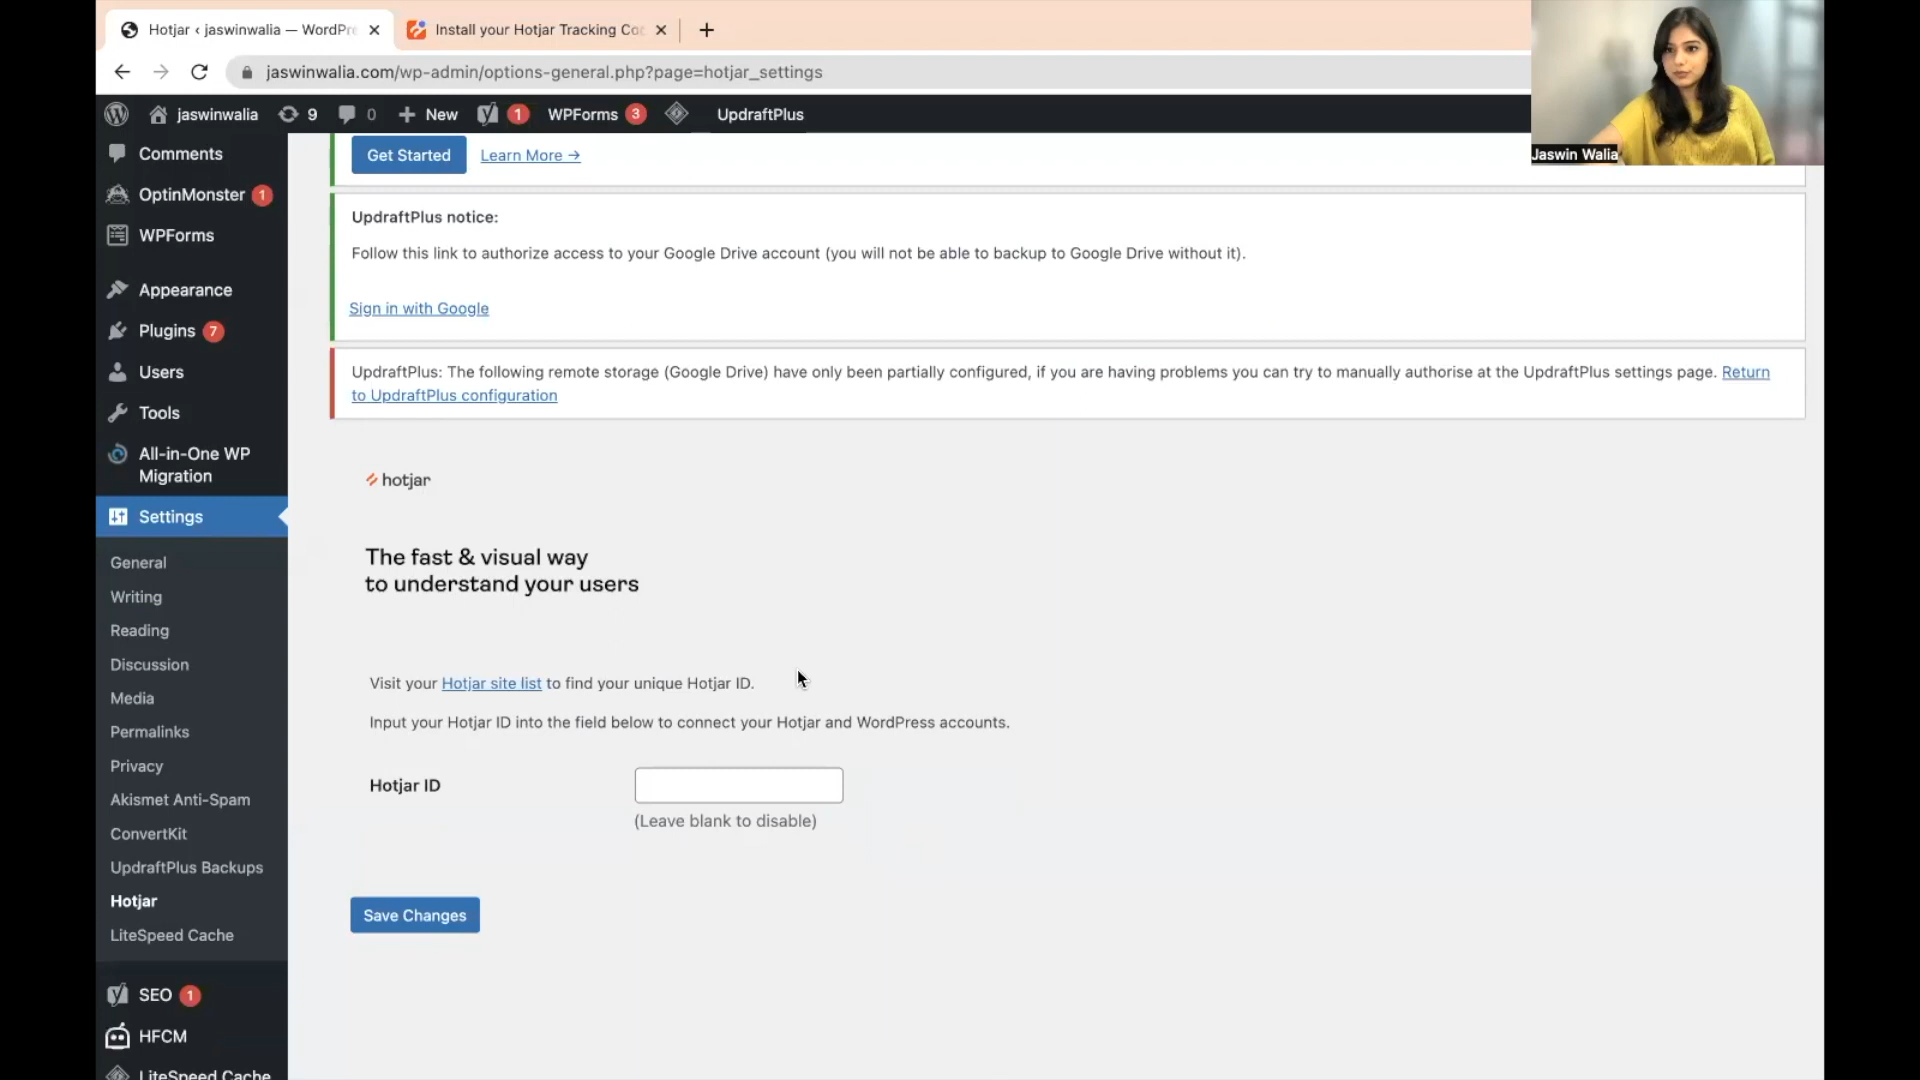 Hotjar ‹ jaswinwalia — WordPre
Install your Hotjar Tracking Co
jaswinwalia.com/wp-admin/options-general.php?page=hotjar_settings
jaswinwalia 9 0 New 1 WPForms 3 UpdraftPlus
Jaswin Walia
Comments
OptinMonster 1
WPForms
Appearance
Plugins 7
Users
Tools
All-in-One WP
Migration
Settings
General
Writing
Reading
Discussion
Media
Permalinks
Privacy
Akismet Anti-Spam
ConvertKit
UpdraftPlus Backups
Hotjar
LiteSpeed Cache
SEO 1
HFCM
LiteSpeed Cache
Get Started Learn More →
UpdraftPlus notice:
Follow this link to authorize access to your Google Drive account (you will not be able to backup to Google Drive without it).
Sign in with Google
UpdraftPlus: The following remote storage (Google Drive) have only been partially configured, if you are having problems you can try to manually authorise at the UpdraftPlus settings page. Return
to UpdraftPlus configuration
hotjar
The fast & visual way
to understand your users
Visit your Hotjar site list to find your unique Hotjar ID.
Input your Hotjar ID into the field below to connect your Hotjar and WordPress accounts.
Hotjar ID
(Leave blank to disable)
Save Changes